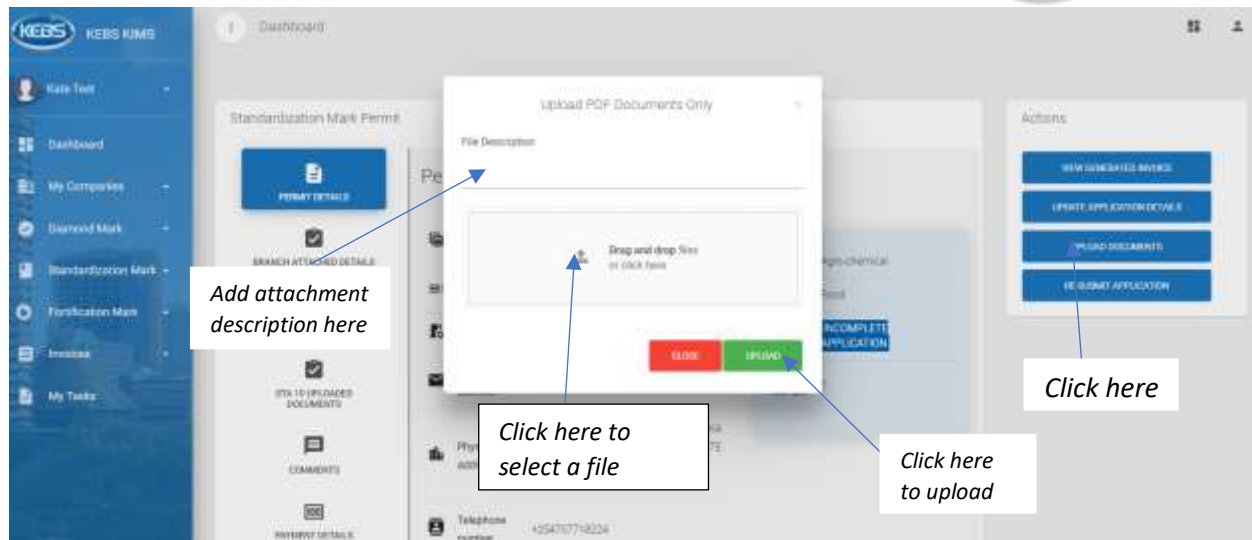 KEBS KEBS KIMS
Dashboard
Kate Test
Dashboard
My Companies
Diamond Mark
Standardization Mark
Fortification Mark
Invoices
My Tasks
Standardization Mark Permit
PERMIT DETAILS
BRANCH ATTACHED DETAILS
STA 10 UPLOADED
DOCUMENTS
COMMENTS
PAYMENT DETAILS
Add attachment
description here
Pe
Upload PDF Documents Only
File Description
Drag and drop files
or click here
CLOSE UPLOAD
Click here to
select a file
Click here
to upload
Agro-chemical
Food
INCOMPLETE
APPLICATION
Telephone
number
Actions
VIEW GENERATED INVOICE
UPDATE APPLICATION DETAILS
UPLOAD DOCUMENTS
RE-SUBMIT APPLICATION
Click here